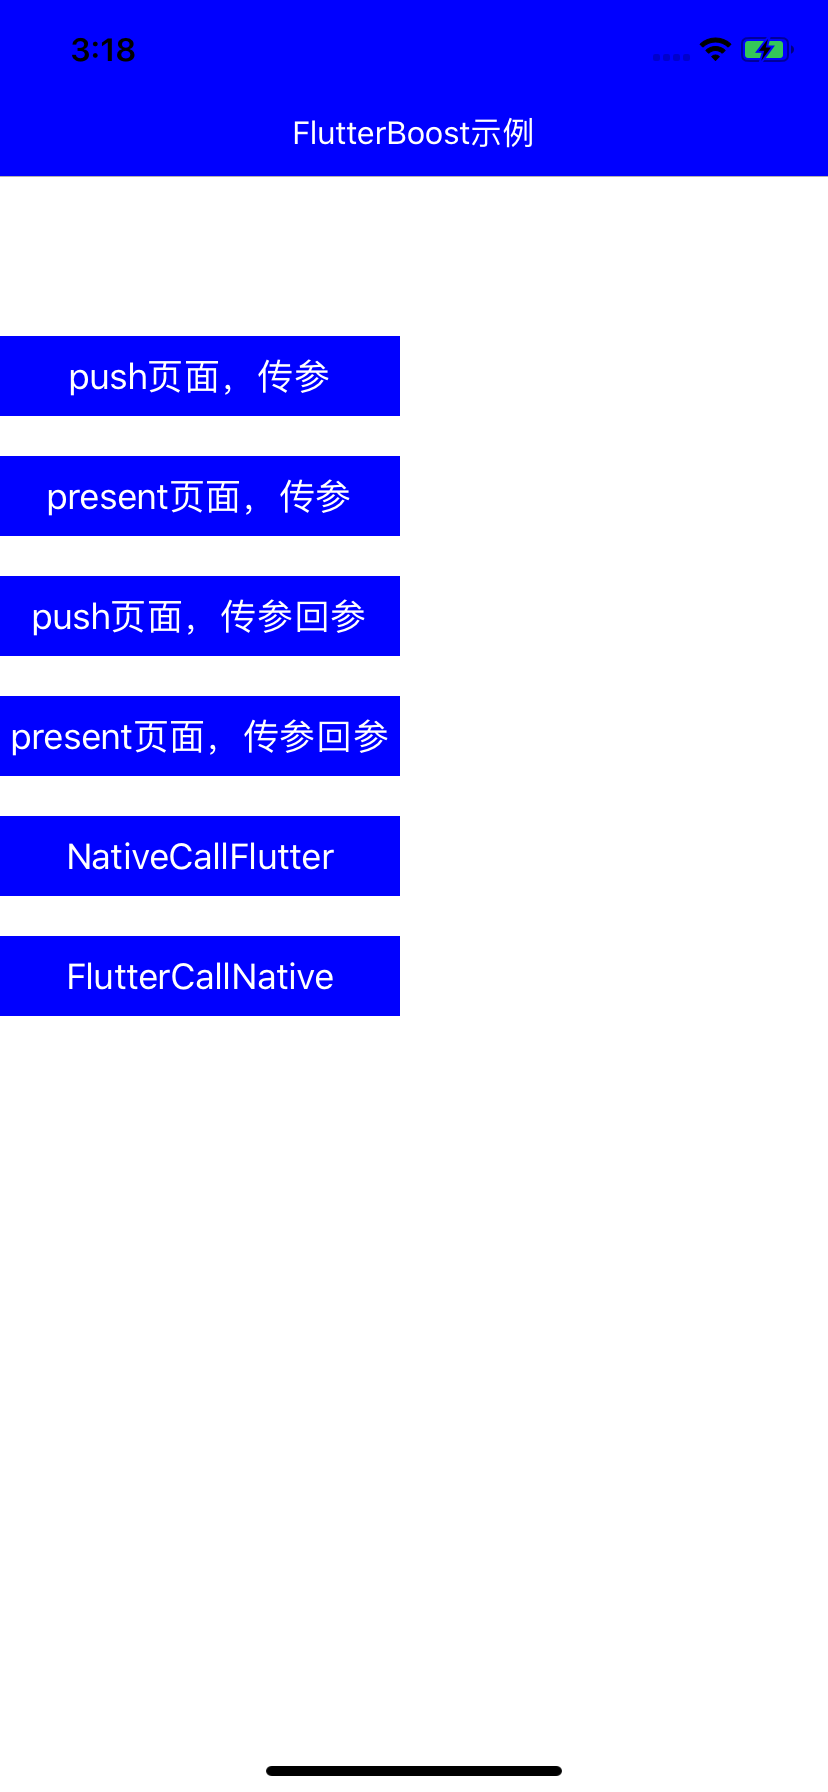 3:18
FlutterBoost示例
push页面，传参
present页面，传参
push页面，传参回参
present页面，传参回参
NativeCallFlutter
FlutterCallNative